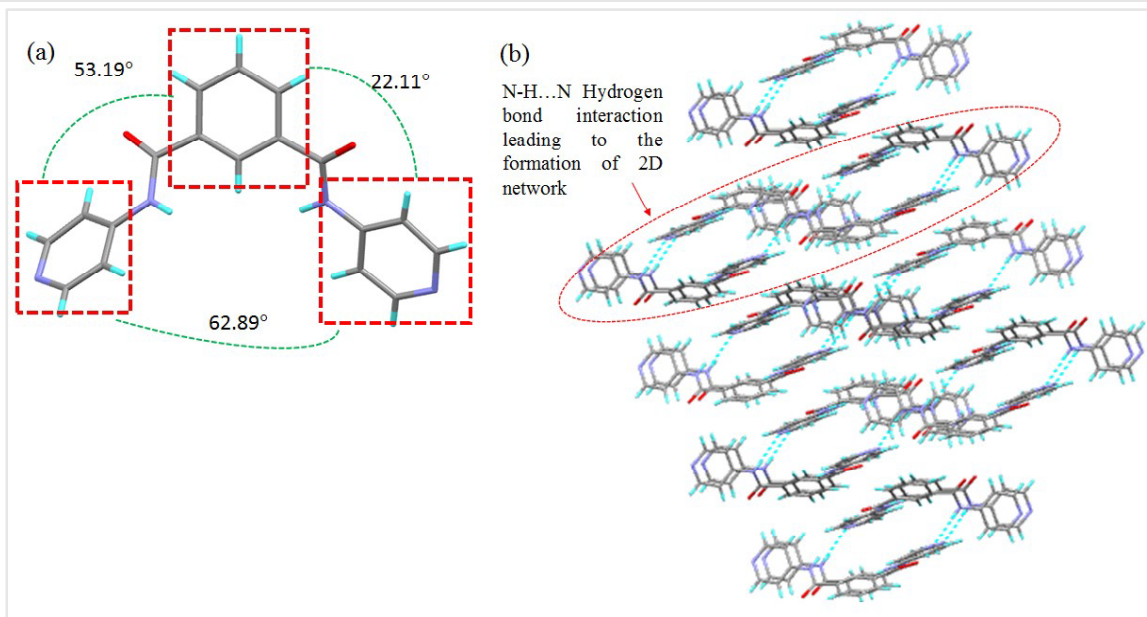 (a)
53.19°
22.11°
62.89°
(b)
N-H...N Hydrogen
bond interaction
leading to the
formation of 2D
network